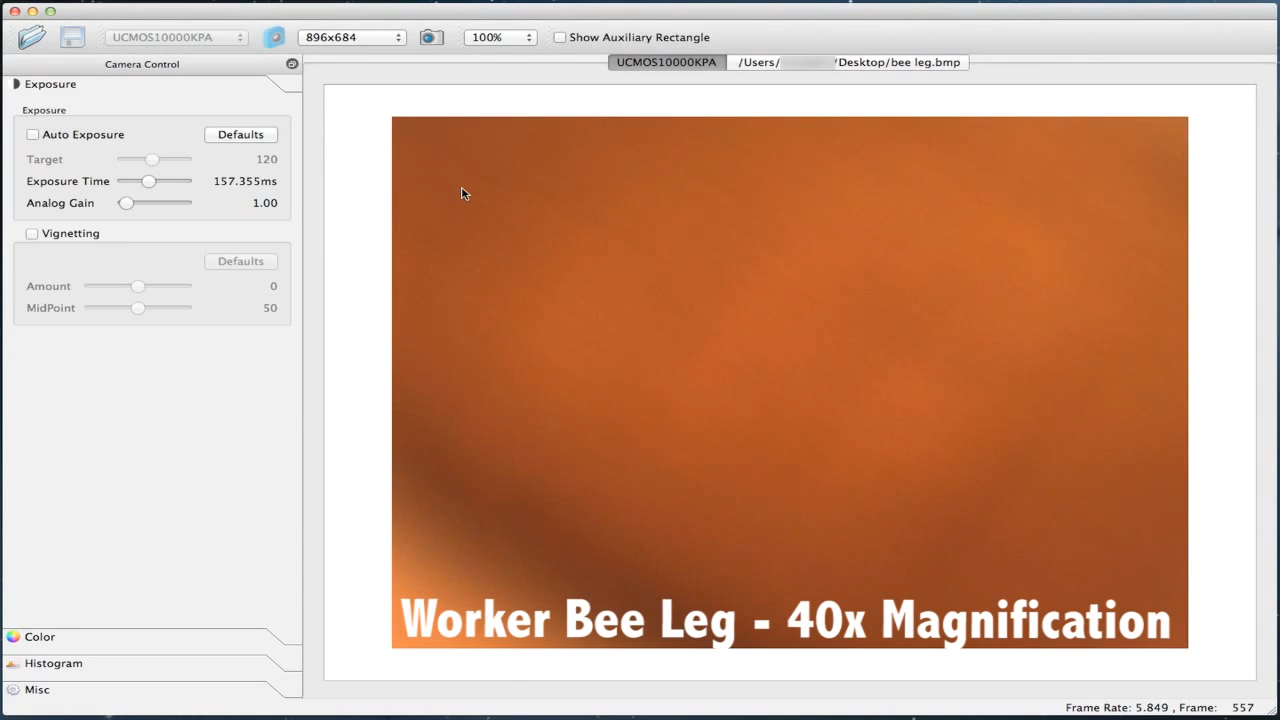 UCMOS10000KPA
896x684
100%
Show Auxiliary Rectangle
Camera Control
UCMOS10000KPA
/Users/ /Desktop/bee leg.bmp
Exposure
Exposure
Auto Exposure
Defaults
Target 120
Exposure Time 157.355ms
Analog Gain 1.00
Vignetting
Defaults
Amount 0
MidPoint 50
Worker Bee Leg - 40x Magnification
Color
Histogram
Misc
Frame Rate: 5.849 , Frame: 557